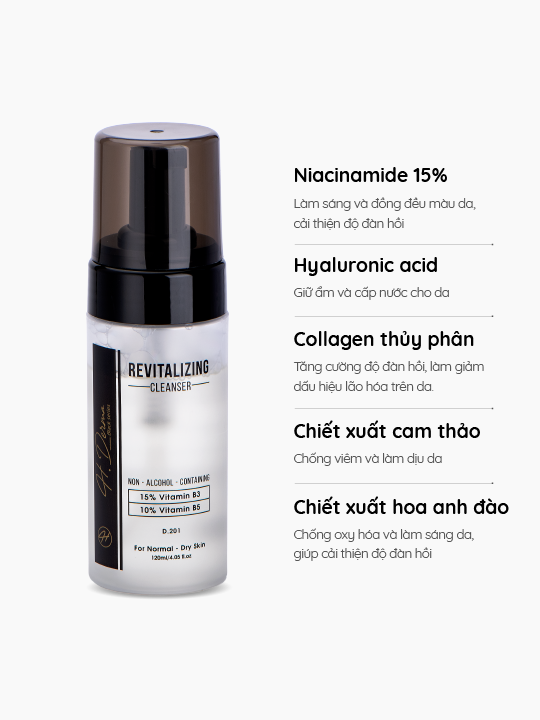 Niacinamide 15%
Làm sáng và đồng đều màu da,
cải thiện độ đàn hồi
Hyaluronic acid
Giữ ẩm và cấp nước cho da
Collagen thủy phân
Tăng cường độ đàn hồi, làm giảm
dấu hiệu lão hóa trên da.
Chiết xuất cam thảo
Chống viêm và làm dịu da
Chiết xuất hoa anh đào
Chống oxy hóa và làm sáng da,
giúp cải thiện độ đàn hồi
H. Derma
REVITALIZING
CLEANSER
NON - ALCOHOL - CONTAINING
15% Vitamin B3
10% Vitamin B5
D.201
For Normal - Dry Skin
120ml/4.05 fl.oz